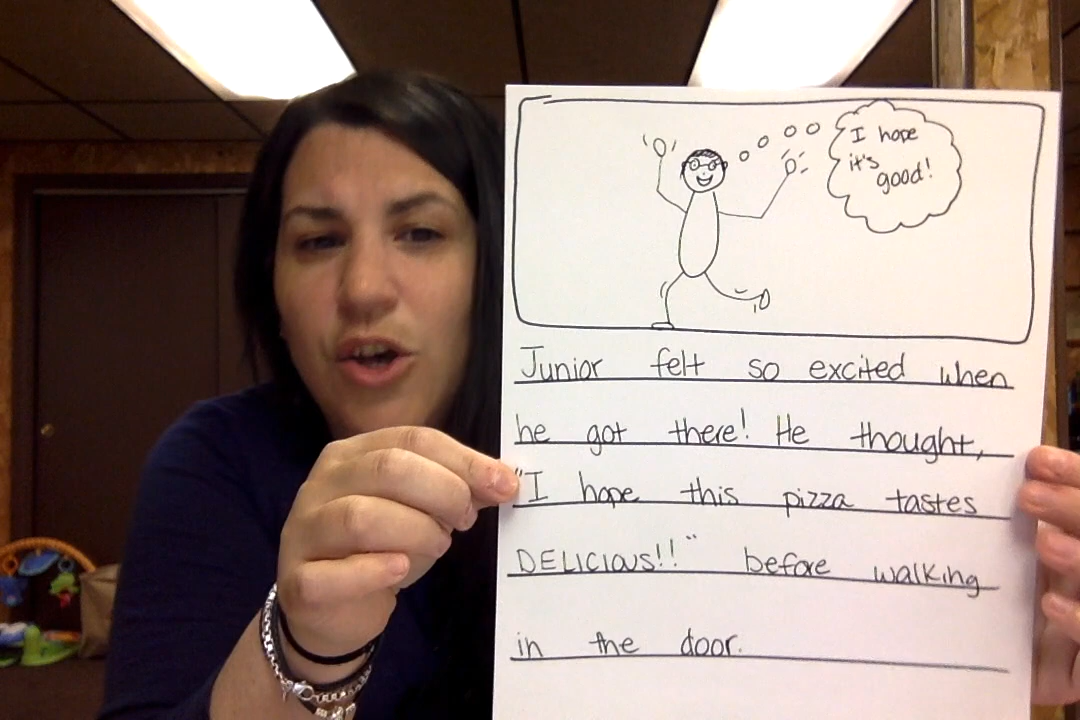 I hope
it's
good!
Junior felt so excited when
he got there! He thought,
"I hope this pizza tastes
DELICIOUS!!" before walking
in the door.